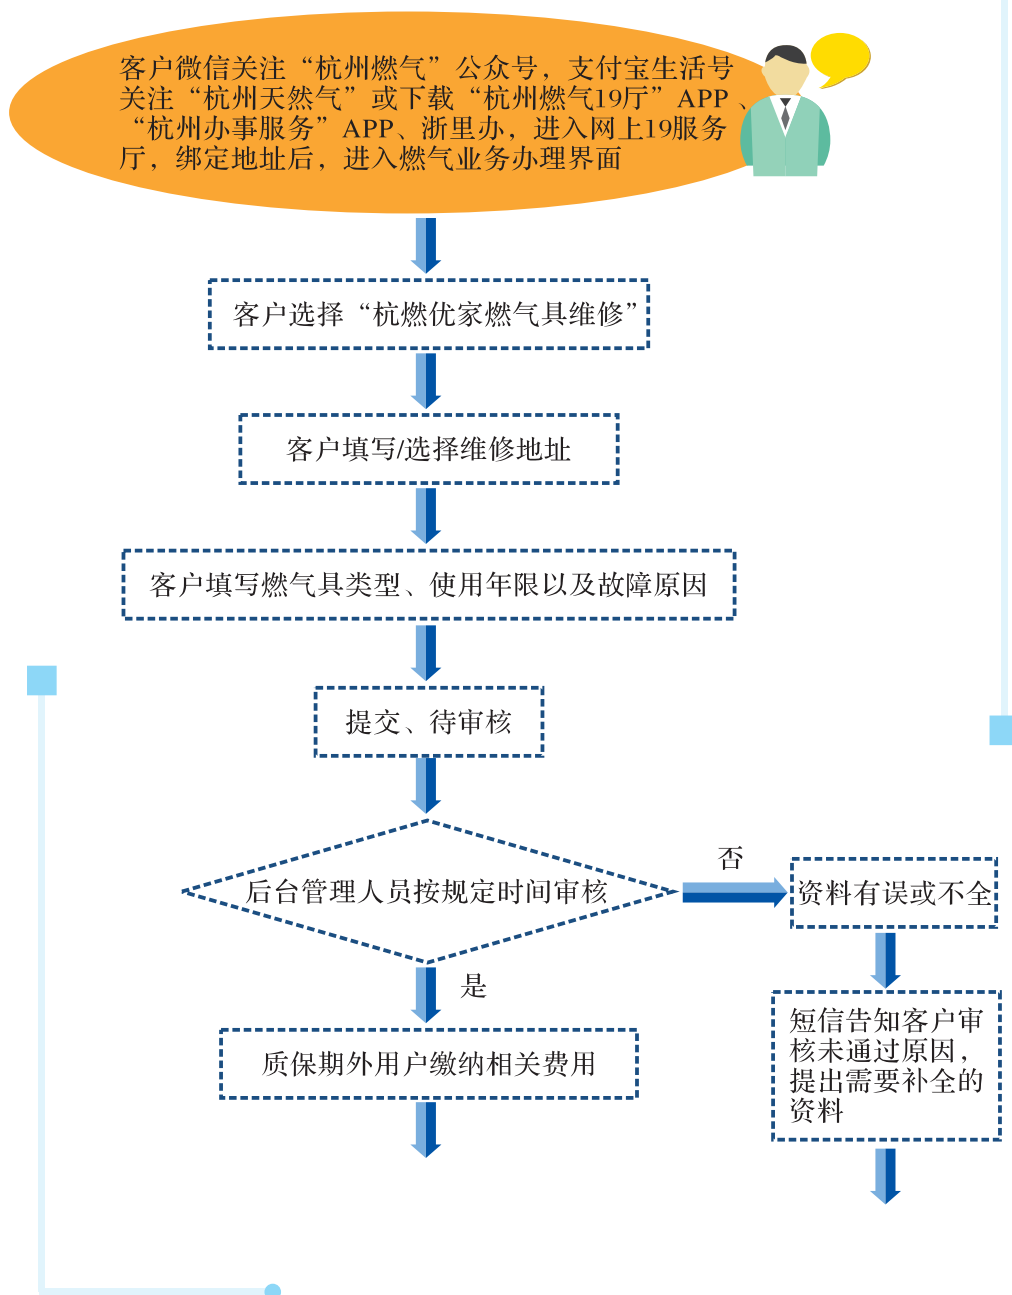 客户微信关注“杭州燃气”公众号，支付宝生活号
关注“杭州天然气”或下载“杭州燃气19厅”APP、
“杭州办事服务”APP、浙里办，进入网上19服务
厅，绑定地址后，进入燃气业务办理界面
客户选择“杭燃优家燃气具维修”
客户填写/选择维修地址
客户填写燃气具类型、使用年限以及故障原因
提交、待审核
后台管理人员按规定时间审核
否
资料有误或不全
是
短信告知客户审
核未通过原因，
提出需要补全的
资料
质保期外用户缴纳相关费用